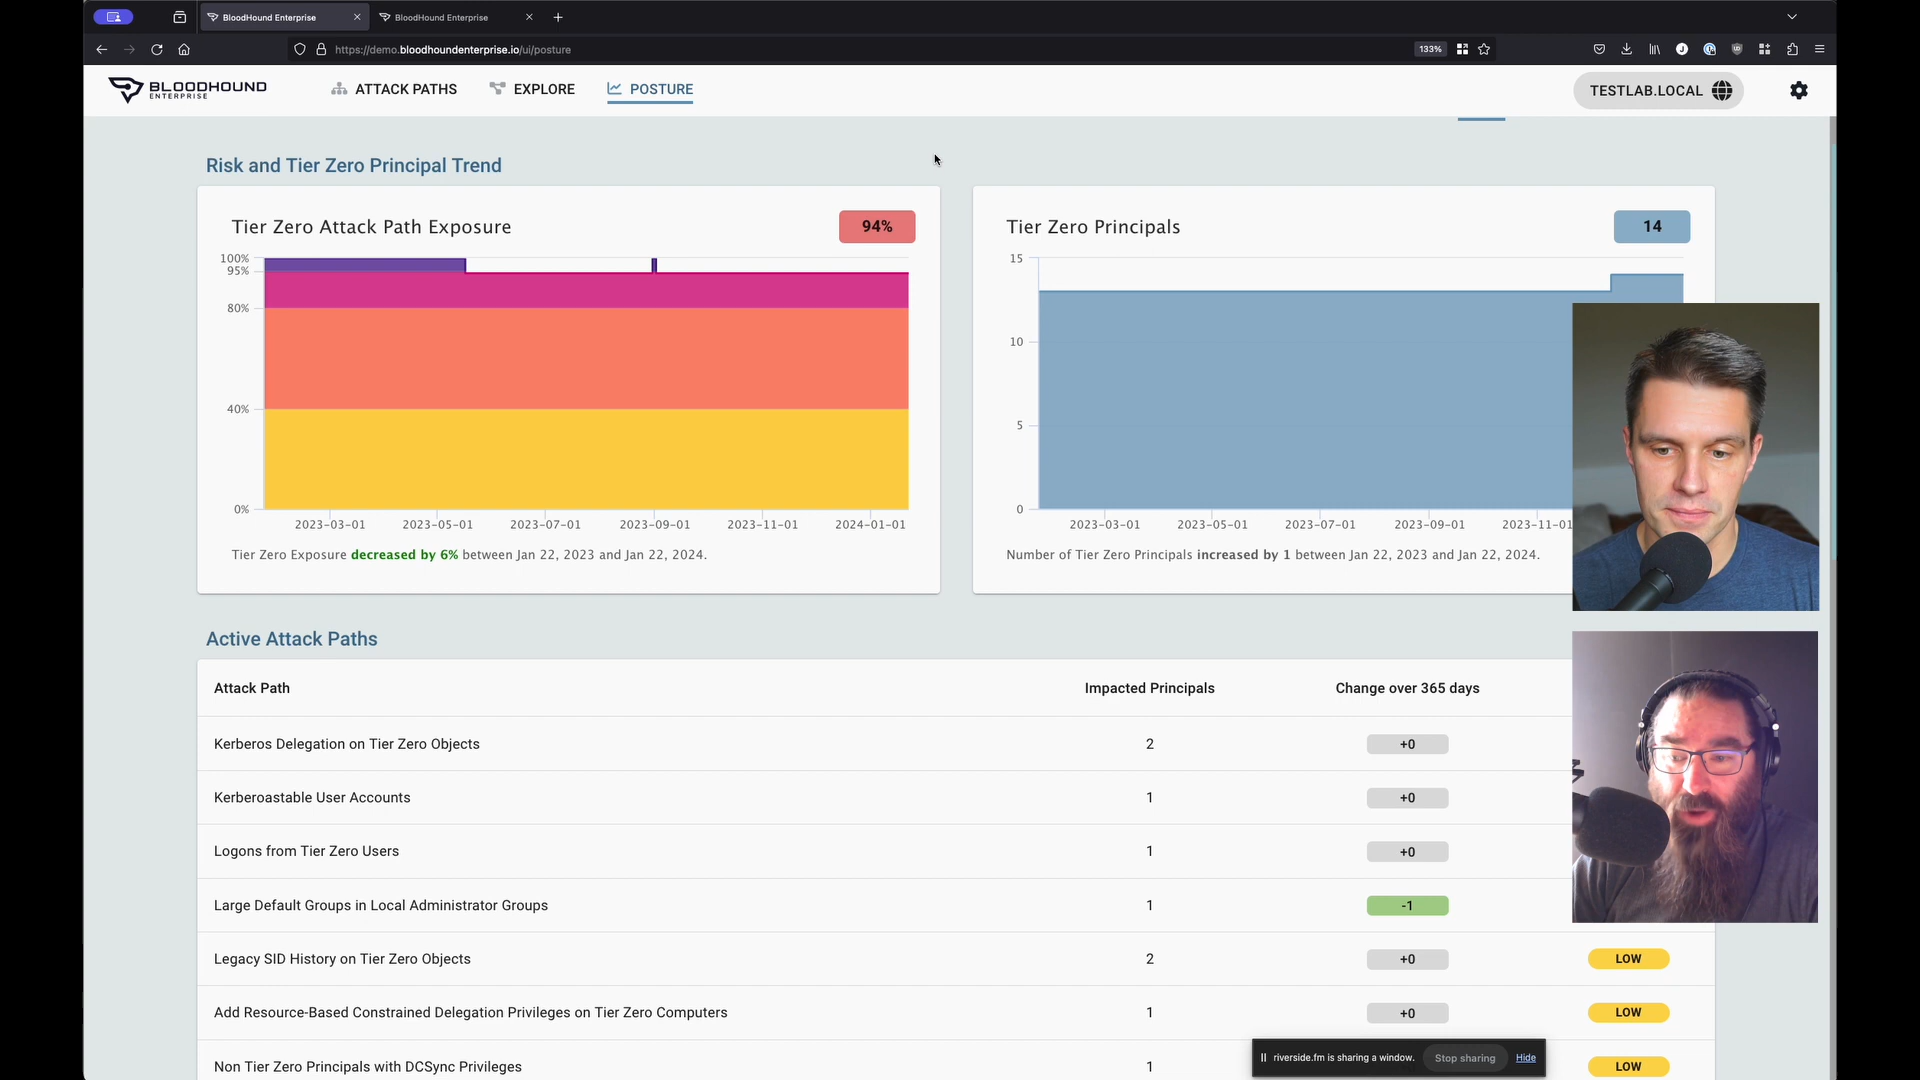 BloodHound Enterprise
BloodHound Enterprise
https://demo.bloodhoundenterprise.io/ui/posture
133%
BLOODHOUND
ENTERPRISE
ATTACK PATHS
EXPLORE
POSTURE
TESTLAB.LOCAL
Risk and Tier Zero Principal Trend
Tier Zero Attack Path Exposure
94%
100%
95%
80%
40%
0%
2023-03-01
2023-05-01
2023-07-01
2023-09-01
2023-11-01
2024-01-01
Tier Zero Exposure decreased by 6% between Jan 22, 2023 and Jan 22, 2024.
Tier Zero Principals
14
15
10
5
0
2023-03-01
2023-05-01
2023-07-01
2023-09-01
2023-11-01
Number of Tier Zero Principals increased by 1 between Jan 22, 2023 and Jan 22, 2024.
Active Attack Paths
Attack Path
Impacted Principals
Change over 365 days
Kerberos Delegation on Tier Zero Objects
2
+0
Kerberoastable User Accounts
1
+0
Logons from Tier Zero Users
1
+0
Large Default Groups in Local Administrator Groups
1
-1
Legacy SID History on Tier Zero Objects
2
+0
LOW
Add Resource-Based Constrained Delegation Privileges on Tier Zero Computers
1
+0
LOW
Non Tier Zero Principals with DCSync Privileges
1
LOW
riverside.fm is sharing a window.
Stop sharing
Hide